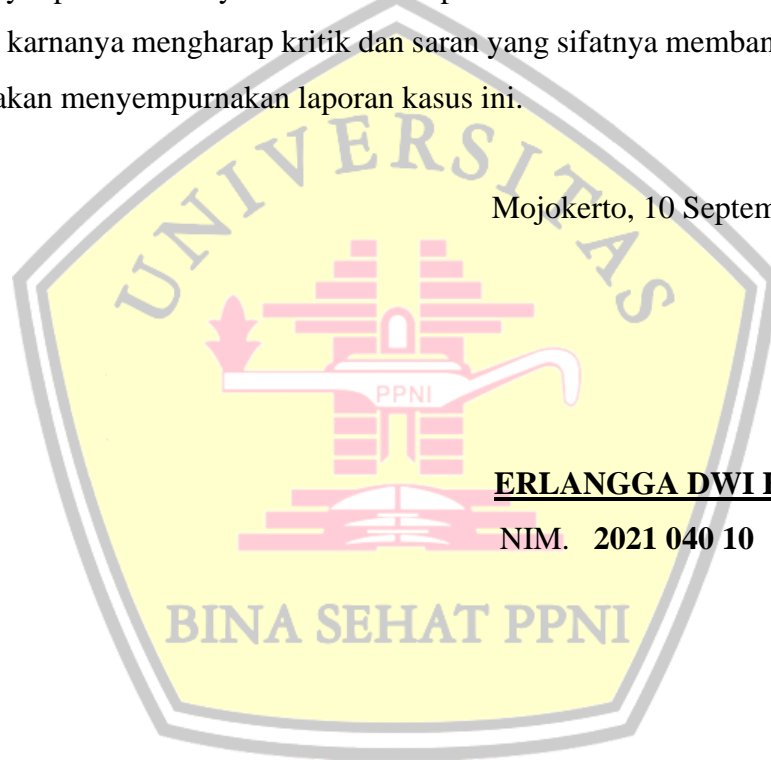 karnanya mengharap kritik dan saran yang sifatnya memban
akan menyempurnakan laporan kasus ini.
UNIVERSITAS
Mojokerto, 10 Septem
PPNI
ERLANGGA DWI
NIM. 2021 040 10
BINA SEHAT PPNI